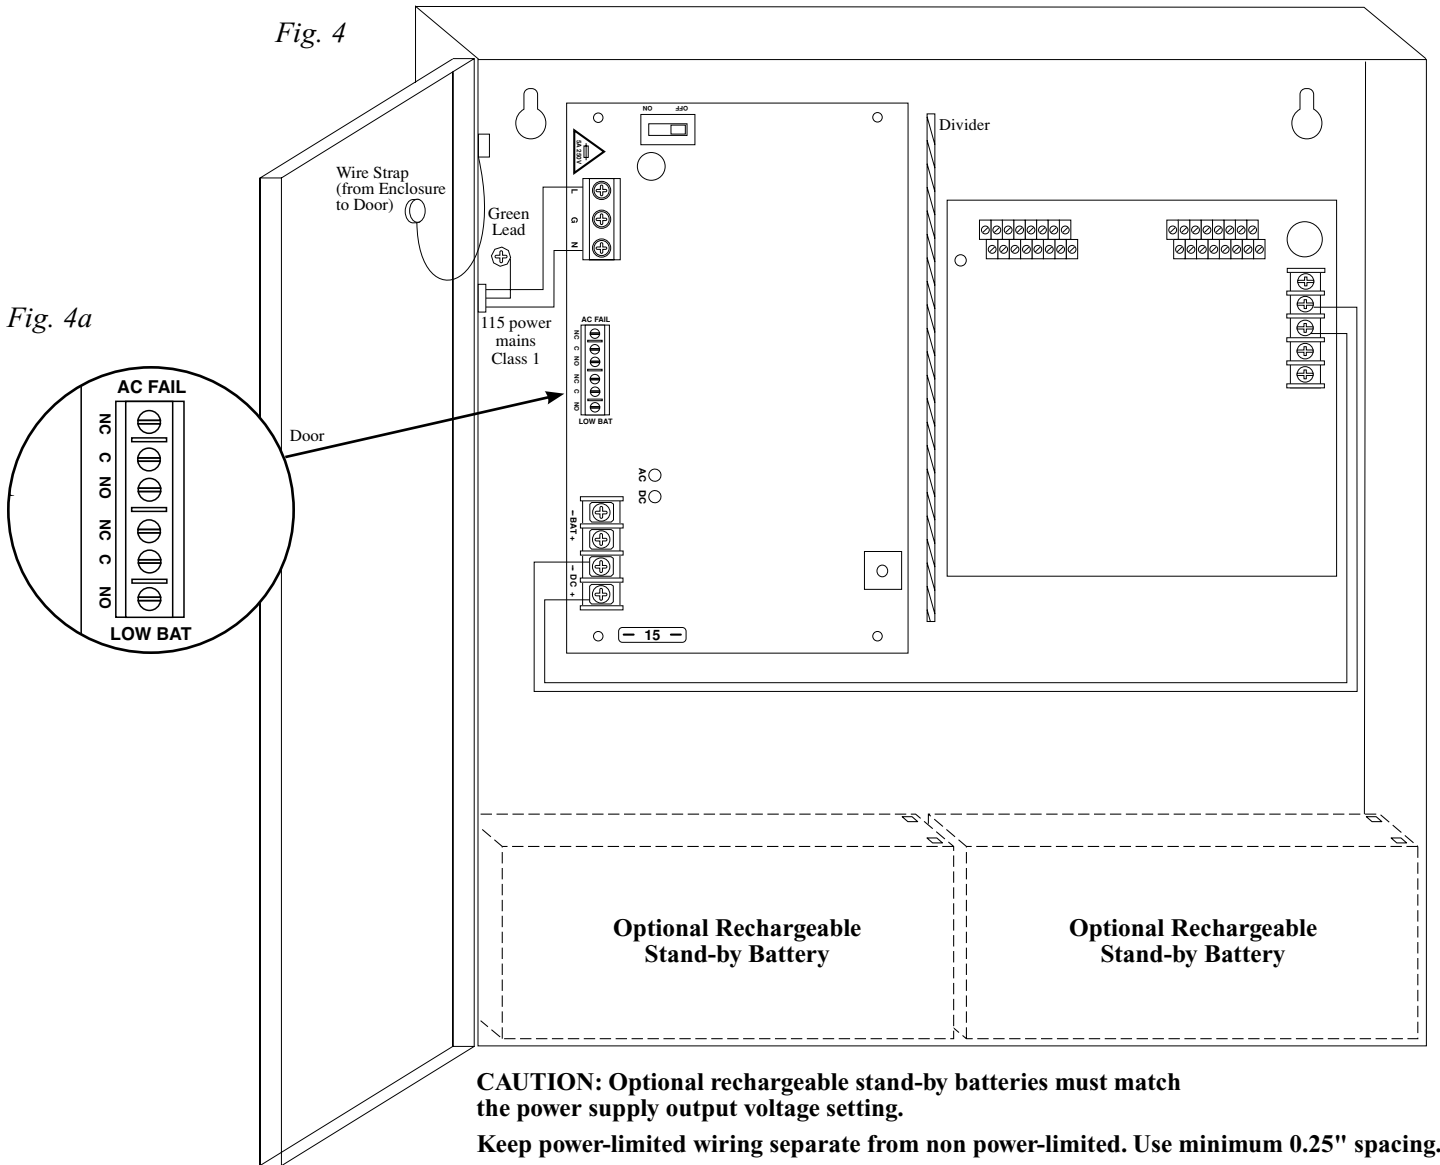 Fig. 4
ON OFF
5A 250V
Divider
Wire Strap
(from Enclosure
to Door)
L
G
N
Green
Lead
Fig. 4a
115 power
mains
Class 1
AC FAIL
NC
C
NO
NC
C
NO
LOW BAT
AC FAIL
NC
C
NO
NC
C
NO
LOW BAT
Door
AC
DC
– BAT +
– DC +
– 15 –
Optional Rechargeable
Stand-by Battery
Optional Rechargeable
Stand-by Battery
CAUTION: Optional rechargeable stand-by batteries must match
the power supply output voltage setting.
Keep power-limited wiring separate from non power-limited. Use minimum 0.25" spacing.